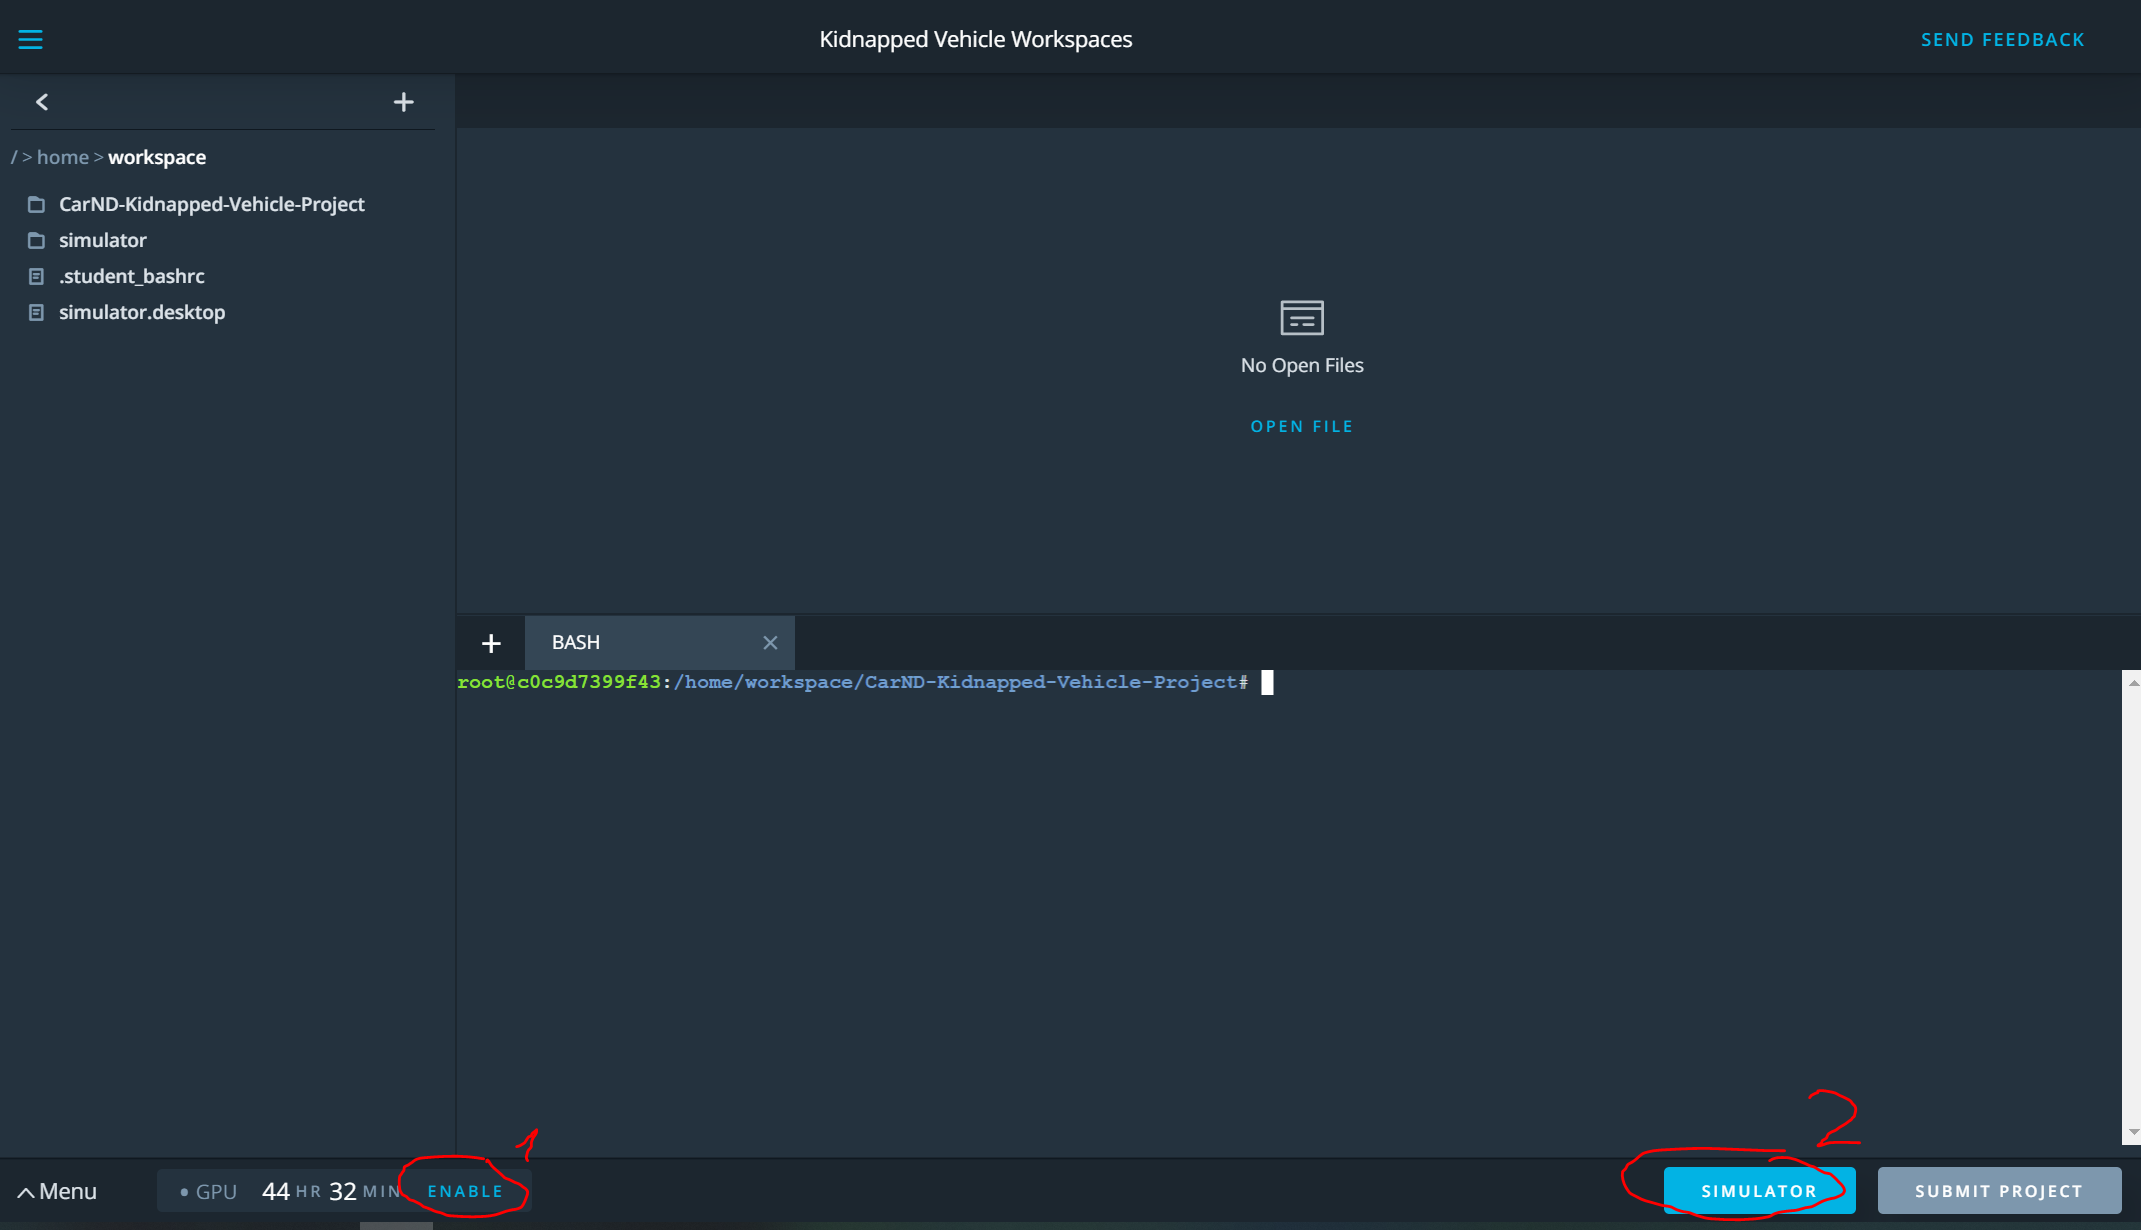 Kidnapped Vehicle Workspaces
SEND FEEDBACK
/ > home > workspace
CarND-Kidnapped-Vehicle-Project
simulator
.student_bashrc
simulator.desktop
No Open Files
OPEN FILE
BASH
root@c0c9d7399f43:/home/workspace/CarND-Kidnapped-Vehicle-Project#
1
2
Menu
GPU 44 HR 32 MIN ENABLE
SIMULATOR
SUBMIT PROJECT